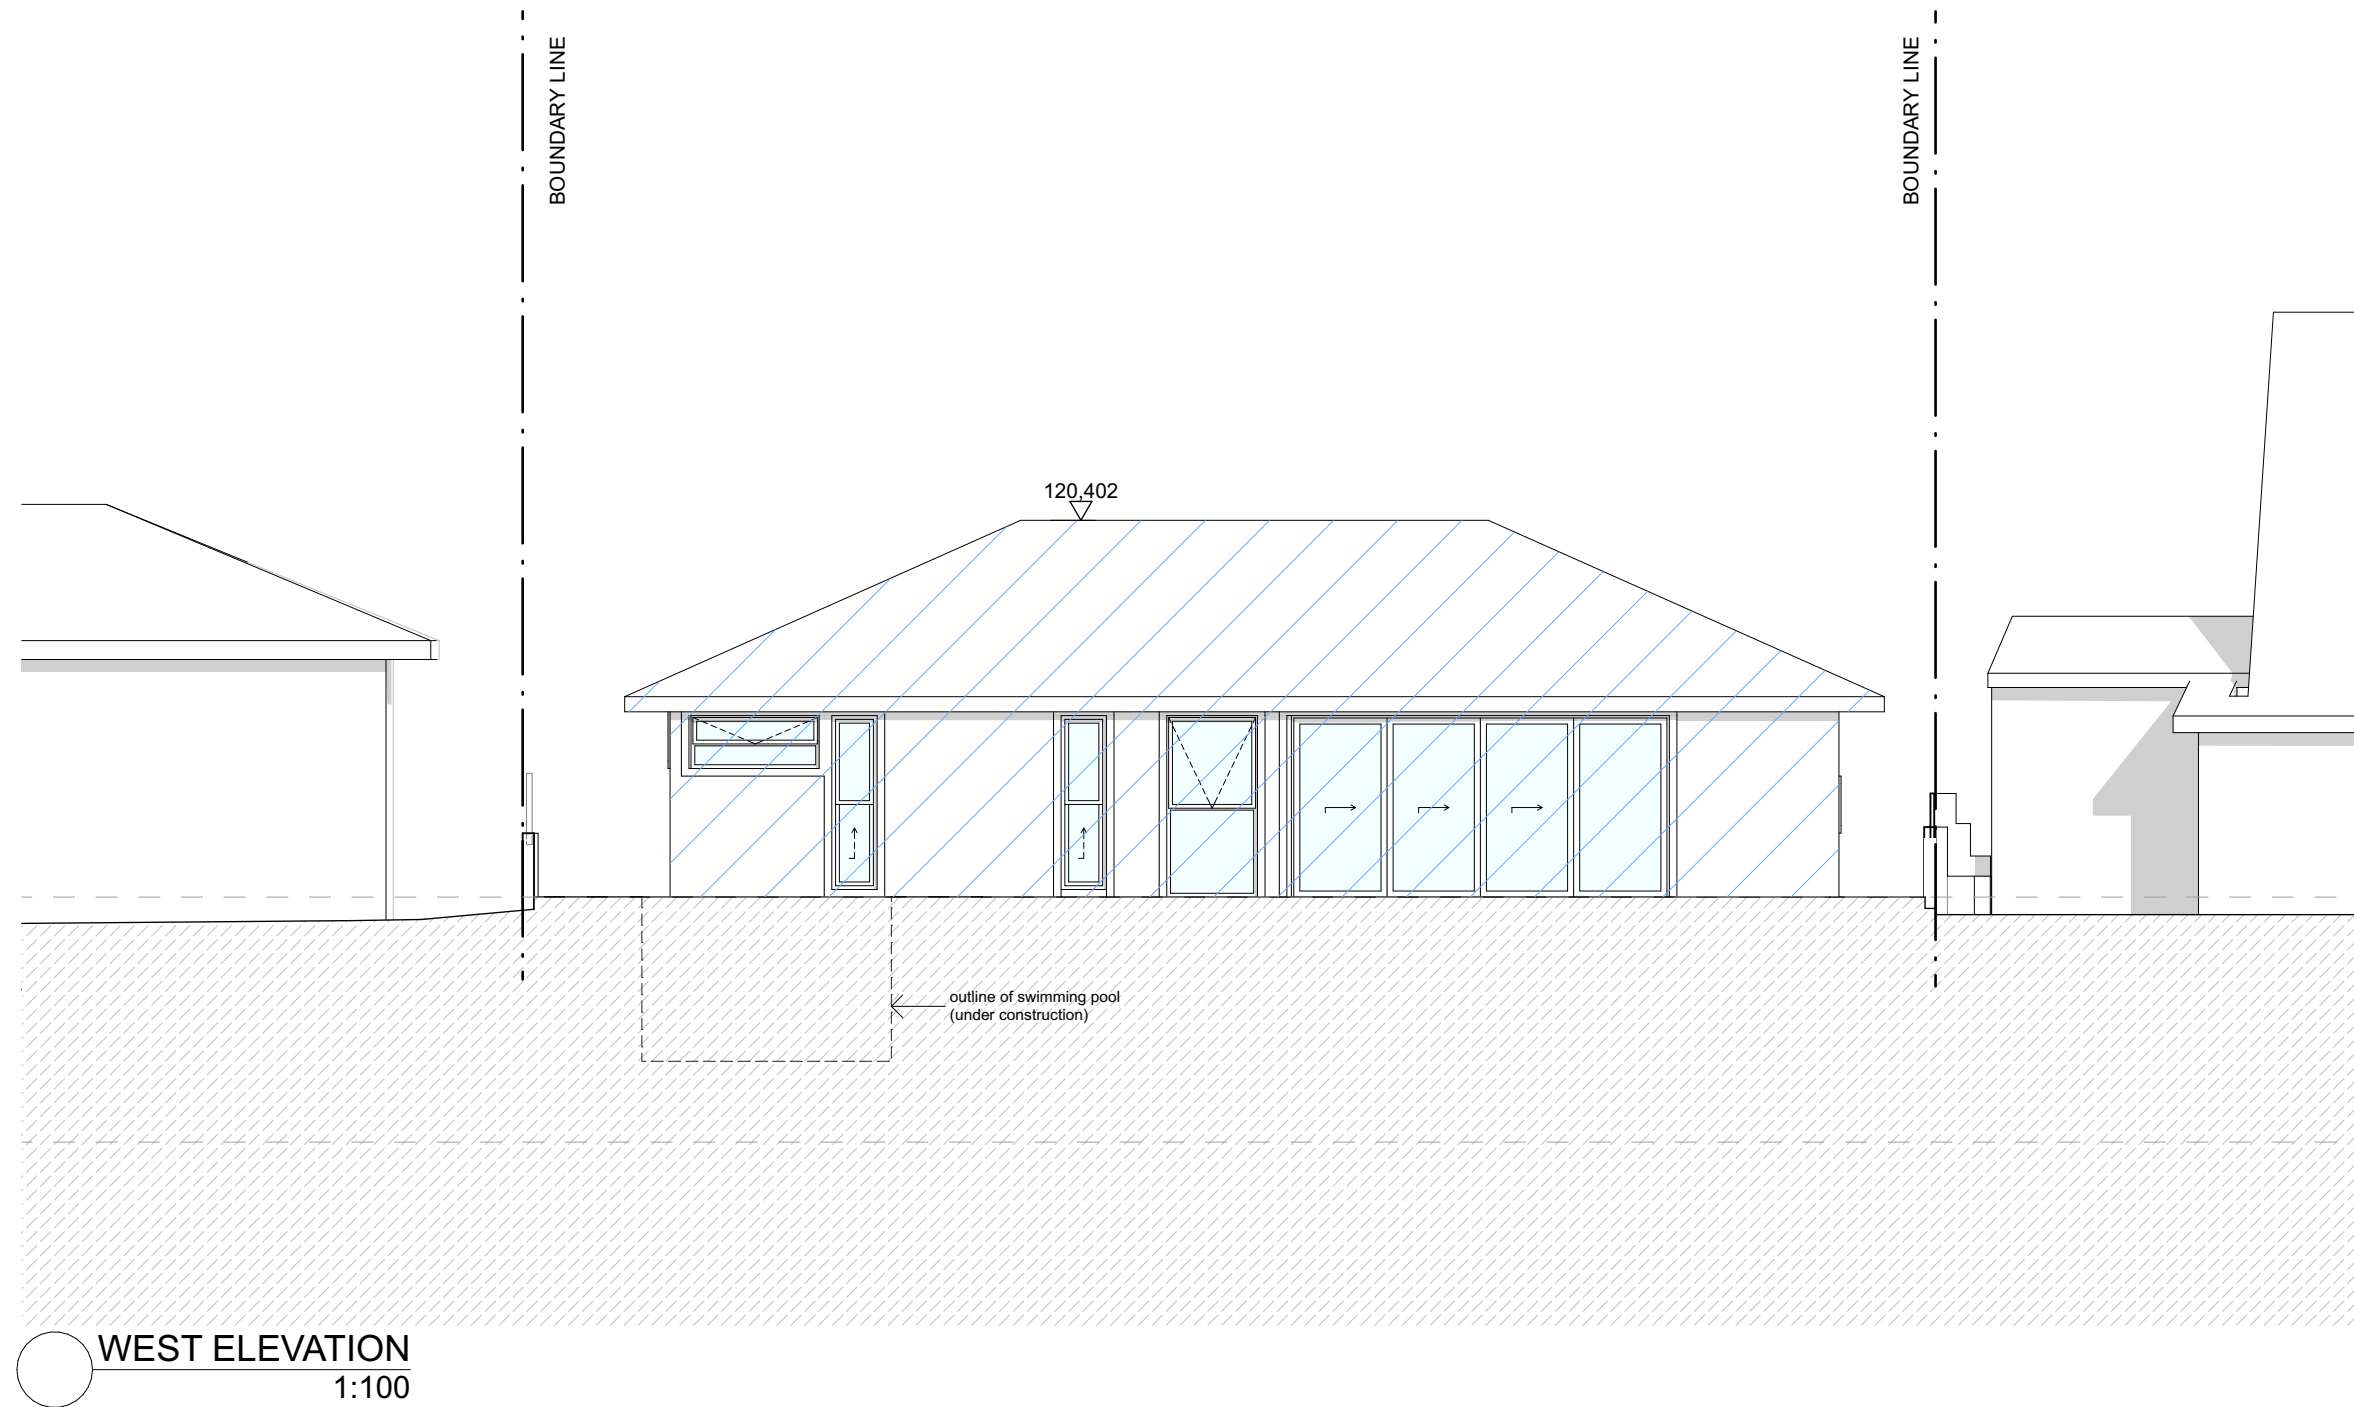 BOUNDARY LINE
BOUNDARY LINE
120,402
outline of swimming pool
(under construction)
WEST ELEVATION
1:100